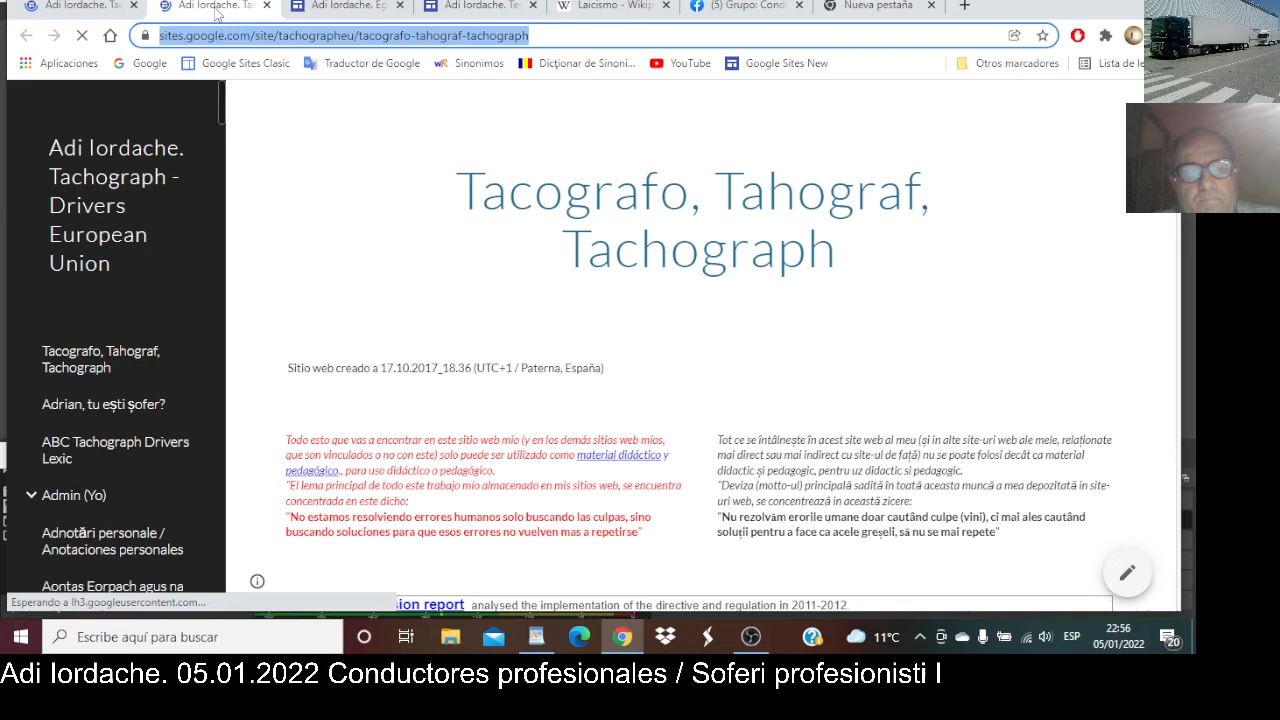 Adi Iordache. Tac
Adi Iordache. Tac
Adi Iordache. Eg
Adi Iordache. Te
Laicismo - Wikip
(5) Grupo: Cond
Nueva pestaña
sites.google.com/site/tachographeu/tacografo-tahograf-tachograph
Aplicaciones
Google
Google Sites Clasic
Traductor de Google
Sinonimos
Dicționar de Sinoni...
YouTube
Google Sites New
Otros marcadores
Lista de le
Adi Iordache.
Tachograph -
Drivers
European
Union
Tacografo, Tahograf,
Tachograph
Adrian, tu ești șofer?
ABC Tachograph Drivers
Lexic
Admin (Yo)
Adnotări personale /
Anotaciones personales
Aontas Eorpach agus na
Tacografo, Tahograf,
Tachograph
Sitio web creado a 17.10.2017_18.36 (UTC+1 / Paterna, España)
Todo esto que vas a encontrar en este sitio web mío (y en los demás sitios web míos,
que son vinculados o no con este) solo puede ser utilizado como material didáctico y
pedagógico., para uso didáctico o pedagógico.
"El lema principal de todo este trabajo mío almacenado en mis sitios web, se encuentra
concentrada en este dicho:
"No estamos resolviendo errores humanos solo buscando las culpas, sino
buscando soluciones para que esos errores no vuelven mas a repetirse"
Tot ce se întâlnește în acest site web al meu (și in alte site-uri web ale mele, relaționate
mai direct sau mai indirect cu site-ul de față) nu se poate folosi decât ca material
didactic și pedagogic, pentru uz didactic si pedagogic.
"Deviza (motto-ul) principală sadită în toată aceasta muncă a mea depozitată in site-
uri web, se concentrează in această zicere:
"Nu rezolvăm erorile umane doar cautând culpe (vini), ci mai ales cautând
soluții pentru a face ca acele greșeli, să nu se mai repete"
sion report analysed the implementation of the directive and regulation in 2011-2012.
Esperando a lh3.googleusercontent.com...
Escribe aquí para buscar
11°C
ESP
22:56
05/01/2022
20
Adi Iordache. 05.01.2022 Conductores profesionales / Soferi profesionisti I